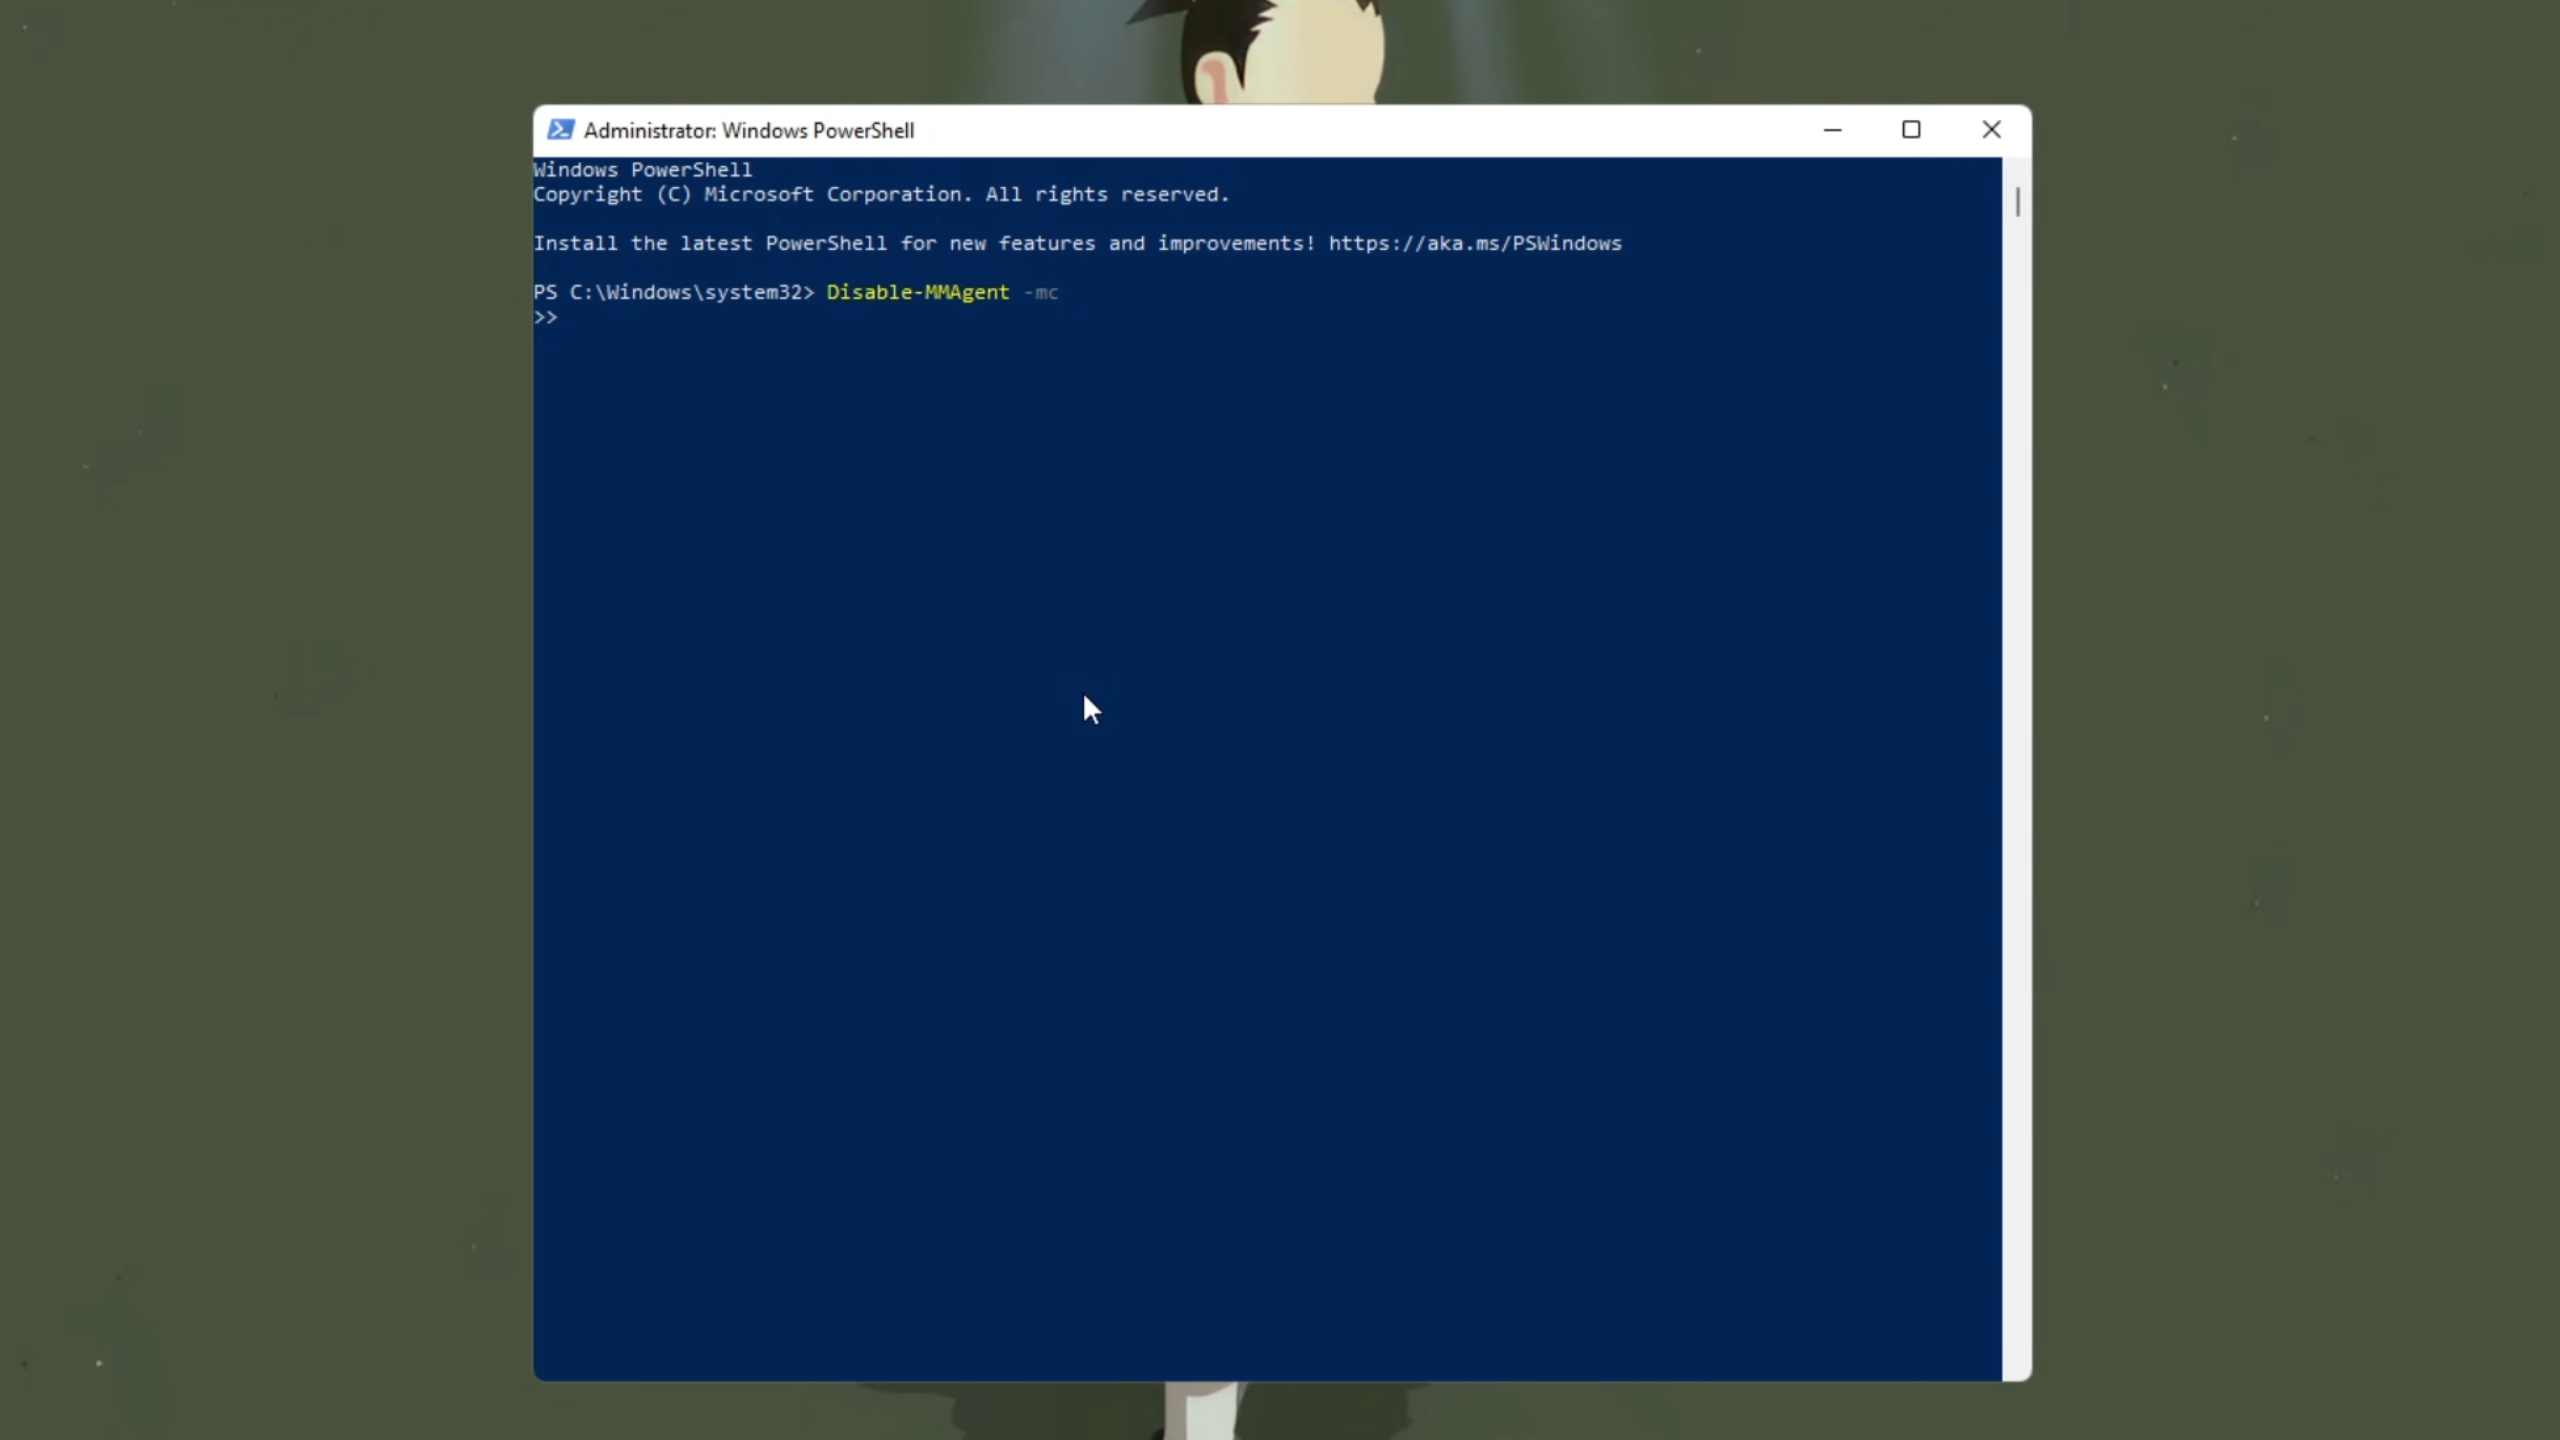 Administrator: Windows PowerShell
Windows PowerShell
Copyright (C) Microsoft Corporation. All rights reserved.
Install the latest PowerShell for new features and improvements! https://aka.ms/PSWindows
PS C:\Windows\system32> Disable-MMAgent -mc
>>